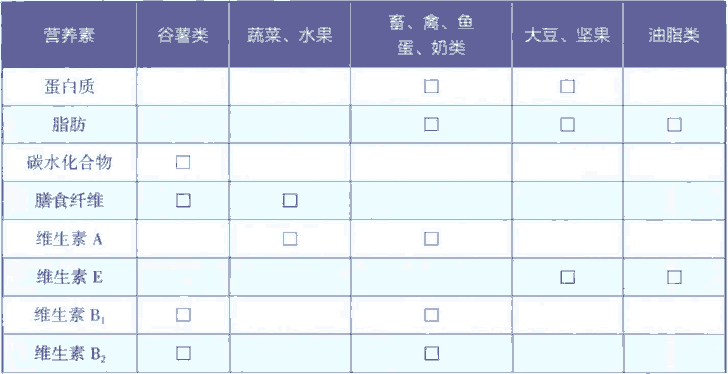 营养素 谷薯类 蔬菜、水果 畜、禽、鱼 大豆、坚果 油脂类
蛋、奶类
蛋白质 □ □
脂肪 □ □ □
碳水化合物 □
膳食纤维 □ □
维生素 A □ □
维生素 E □ □
维生素 B₁ □ □
维生素 B₂ □ □